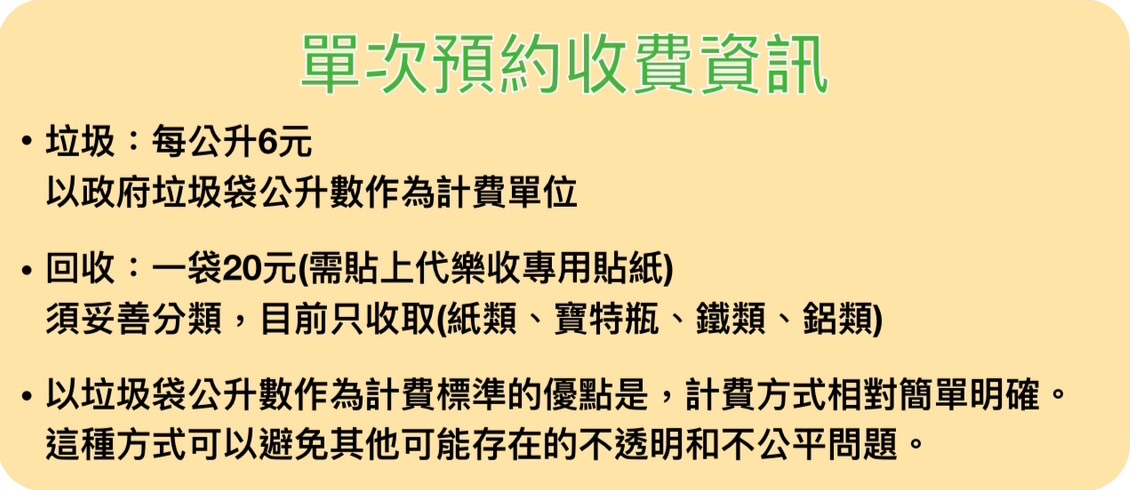 單次預約收費資訊
• 垃圾：每公升6元
以政府垃圾袋公升數作為計費單位
• 回收：一袋20元(需貼上代樂收專用貼紙)
須妥善分類，目前只收取(紙類、寶特瓶、鐵類、鋁類)
• 以垃圾袋公升數作為計費標準的優點是，計費方式相對簡單明確。
這種方式可以避免其他可能存在的不透明和不公平問題。